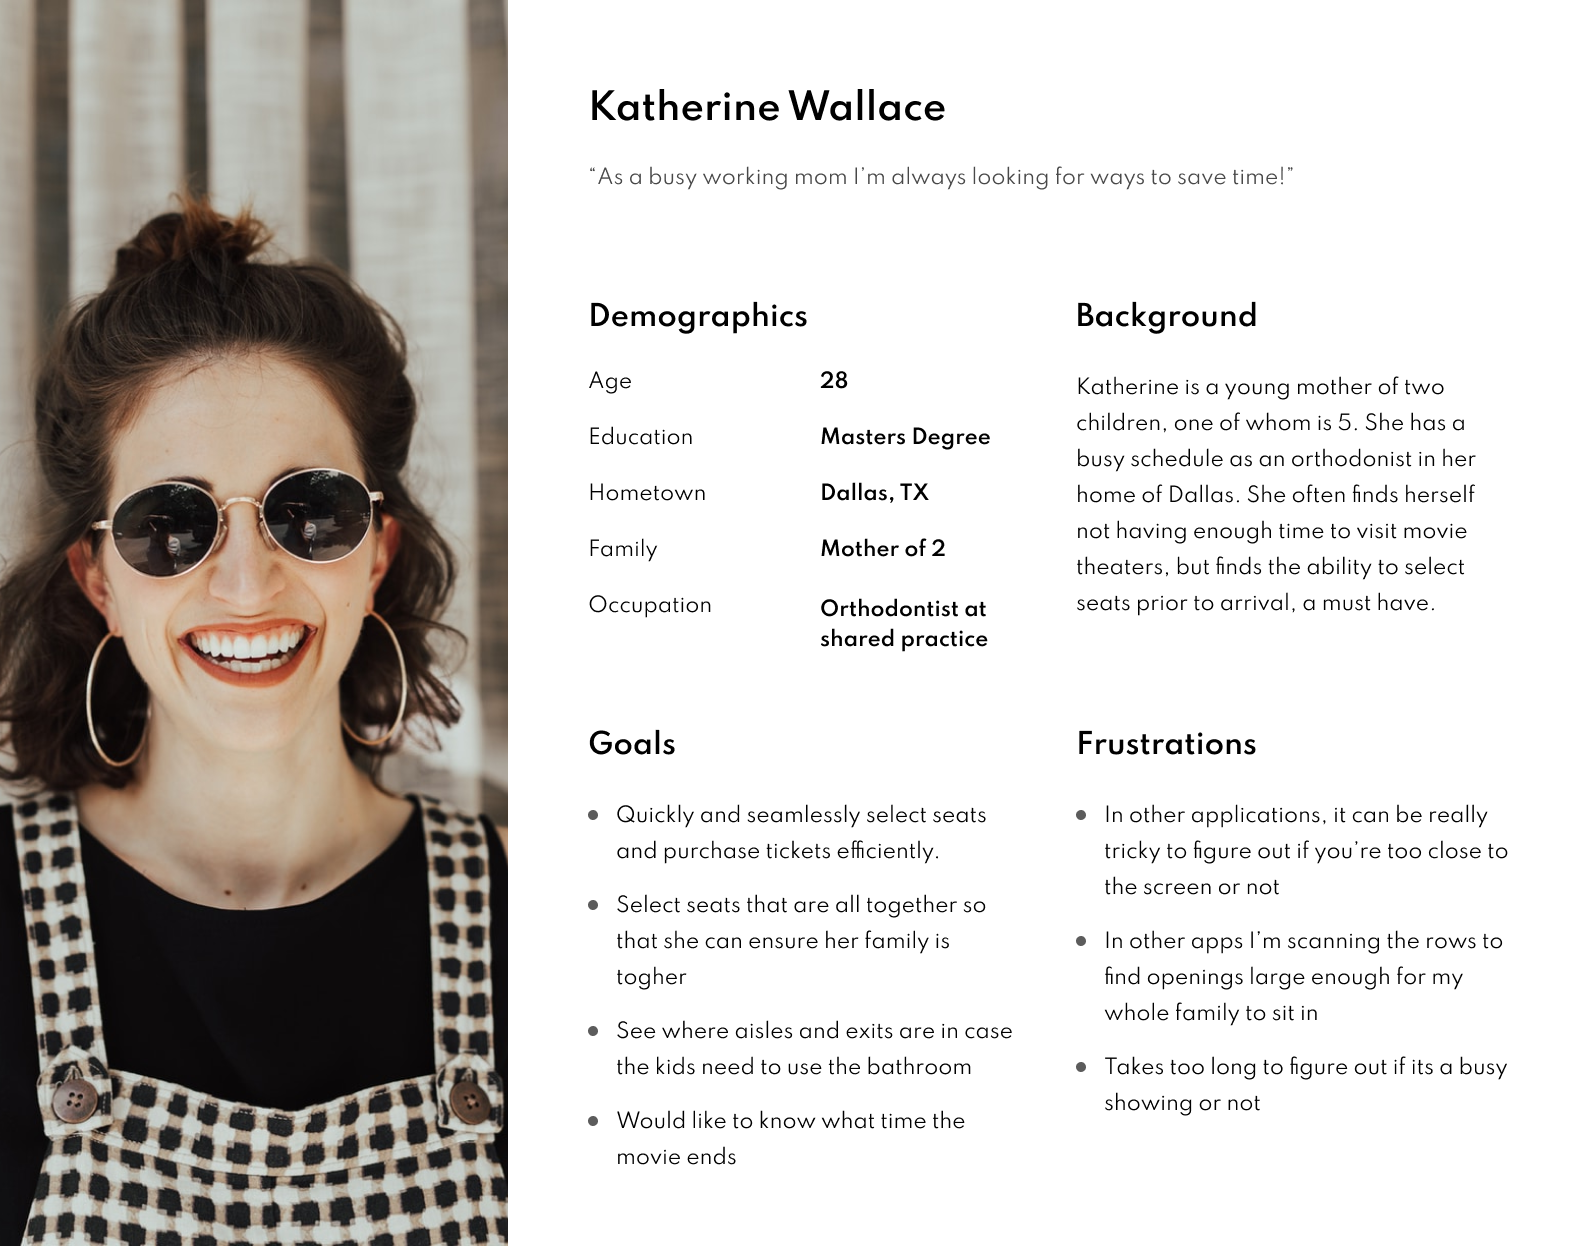 Katherine Wallace
“As a busy working mom I’m always looking for ways to save time!”
Demographics
Age 28
Education Masters Degree
Hometown Dallas, TX
Family Mother of 2
Occupation Orthodontist at
shared practice
Background
Katherine is a young mother of two
children, one of whom is 5. She has a
busy schedule as an orthodonist in her
home of Dallas. She often finds herself
not having enough time to visit movie
theaters, but finds the ability to select
seats prior to arrival, a must have.
Goals
• Quickly and seamlessly select seats
and purchase tickets efficiently.
• Select seats that are all together so
that she can ensure her family is
togher
• See where aisles and exits are in case
the kids need to use the bathroom
• Would like to know what time the
movie ends
Frustrations
• In other applications, it can be really
tricky to figure out if you’re too close to
the screen or not
• In other apps I’m scanning the rows to
find openings large enough for my
whole family to sit in
• Takes too long to figure out if its a busy
showing or not